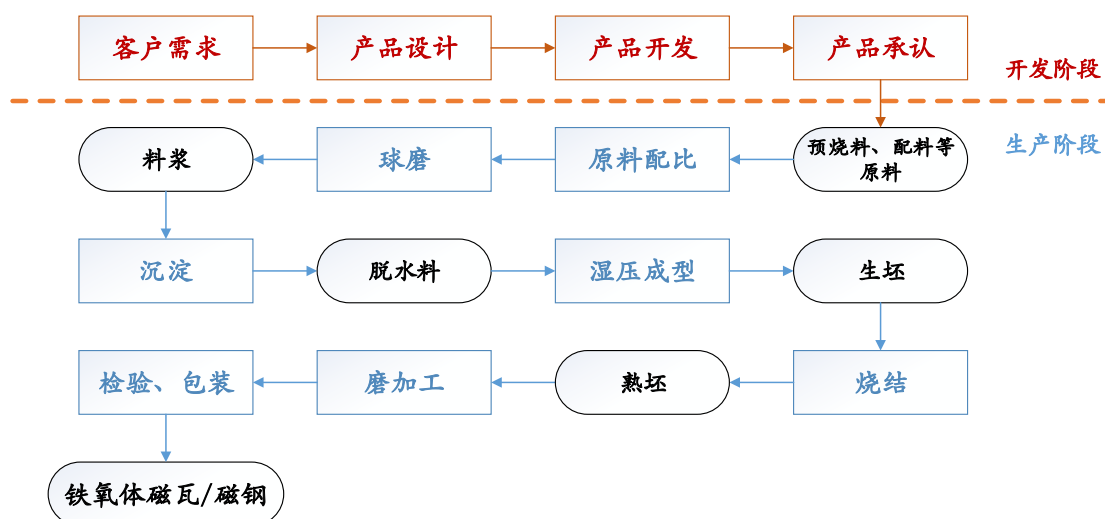 客户需求
产品设计
产品开发
产品承认
开发阶段
生产阶段
预烧料、配料等
原料
原料配比
球磨
料浆
沉淀
脱水料
湿压成型
生坯
烧结
熟坯
磨加工
检验、包装
铁氧体磁瓦/磁钢